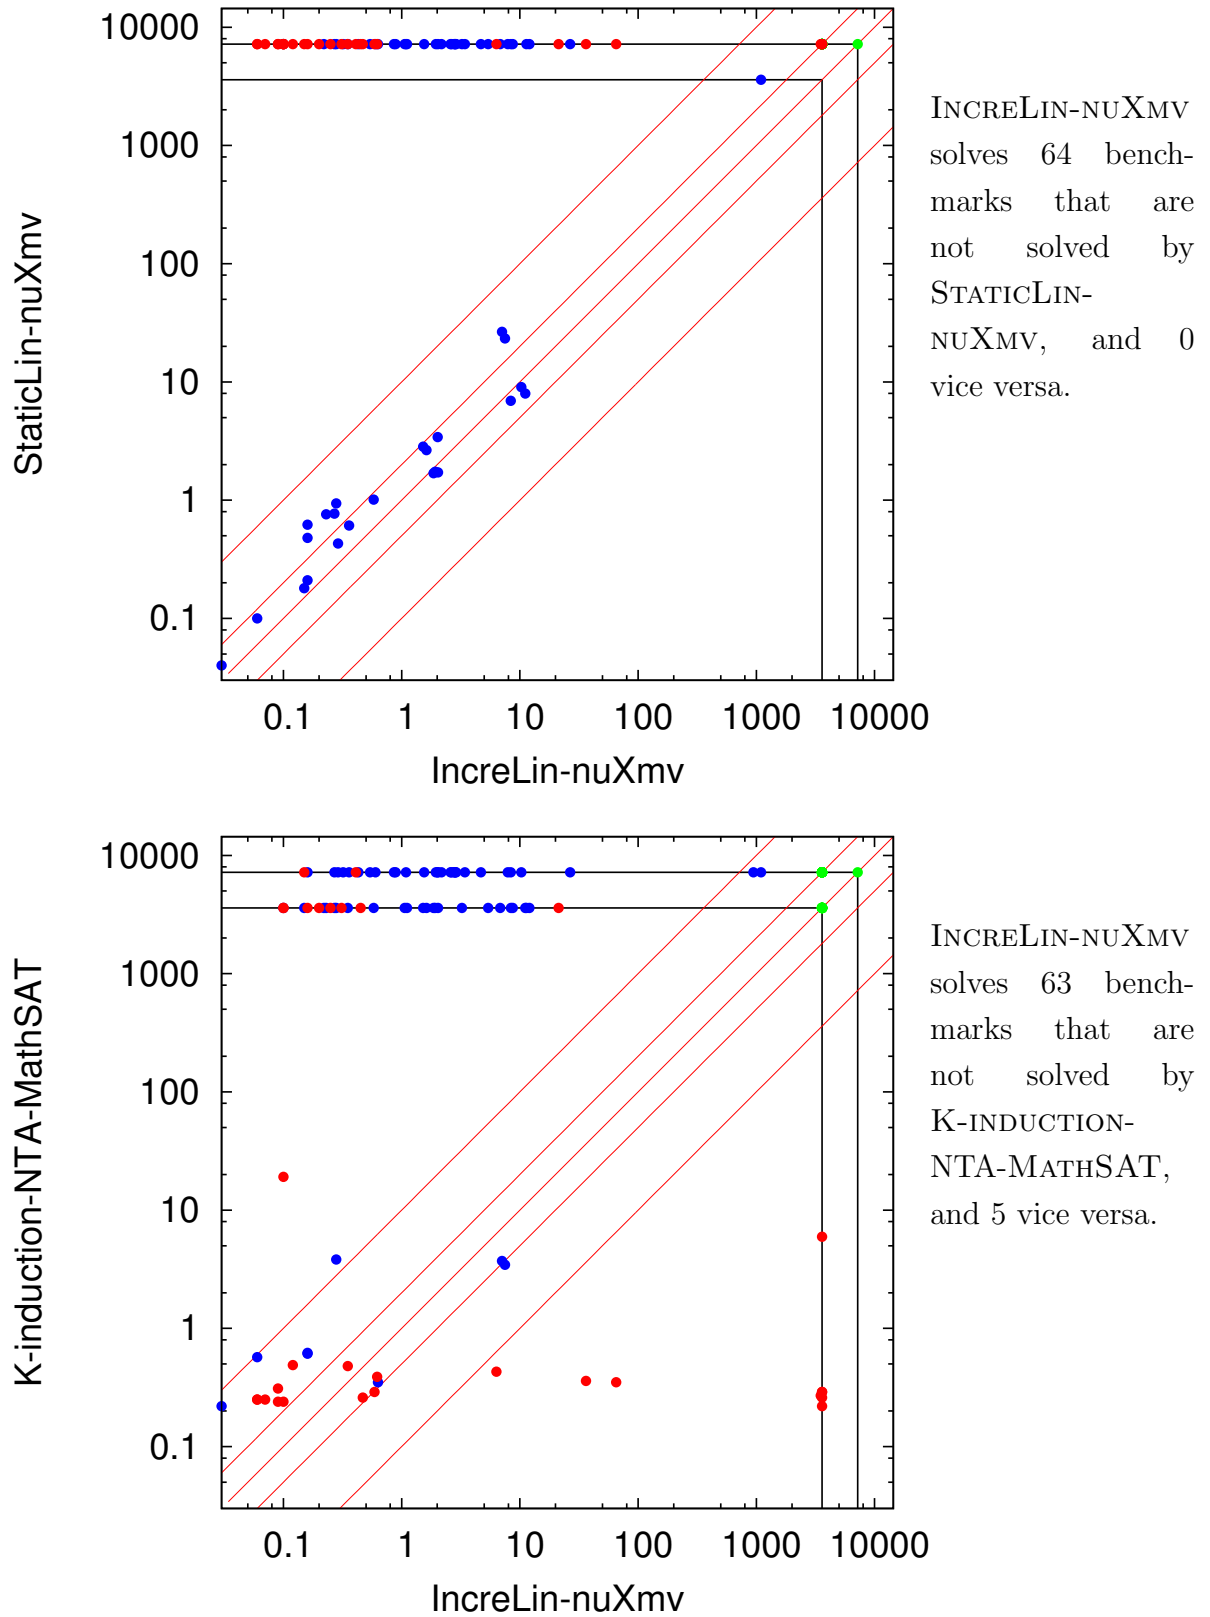 10000
1000
100
10
1
0.1
StaticLin-nuXmv
0.1 1 10 100 1000 10000
IncreLin-nuXmv
INCRELIN-NUXMV
solves 64 bench-
marks that are
not solved by
STATICLIN-
NUXMV, and 0
vice versa.
10000
1000
100
10
1
0.1
K-induction-NTA-MathSAT
0.1 1 10 100 1000 10000
IncreLin-nuXmv
INCRELIN-NUXMV
solves 63 bench-
marks that are
not solved by
K-INDUCTION-
NTA-MATHSAT,
and 5 vice versa.